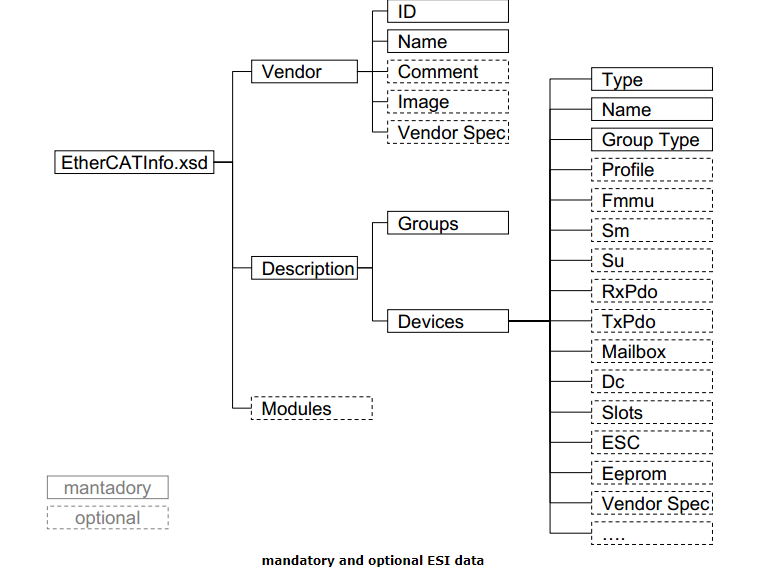 ID
Name
Comment
Image
Vendor Spec
Vendor
EtherCATInfo.xsd
Description
Groups
Devices
Modules
Type
Name
Group Type
Profile
Fmmu
Sm
Su
RxPdo
TxPdo
Mailbox
Dc
Slots
ESC
Eeprom
Vendor Spec
....
mantadory
optional
mandatory and optional ESI data